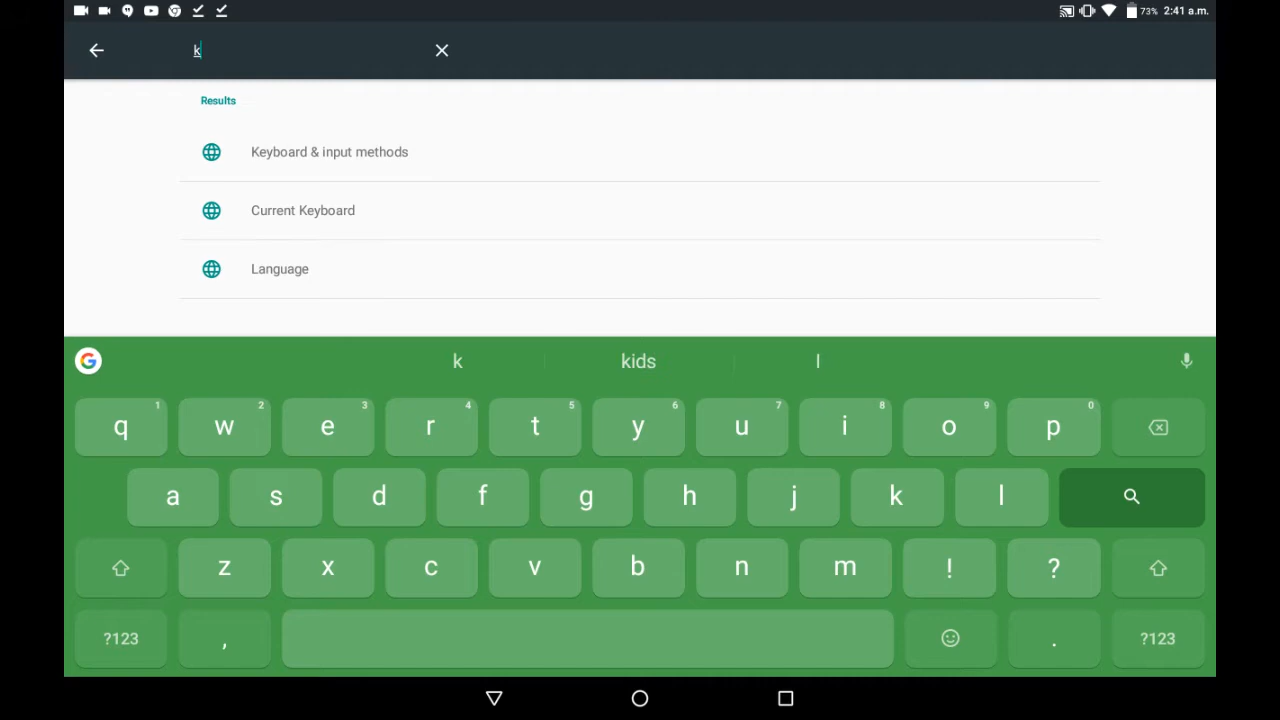 73% 2:41 a.m.
k
Results
Keyboard & input methods
Current Keyboard
Language
G k kids l
q 1 w 2 e 3 r 4 t 5 y 6 u 7 i 8 o 9 p 0
a s d f g h j k l
z x c v b n m ! ?
?123 , . ?123